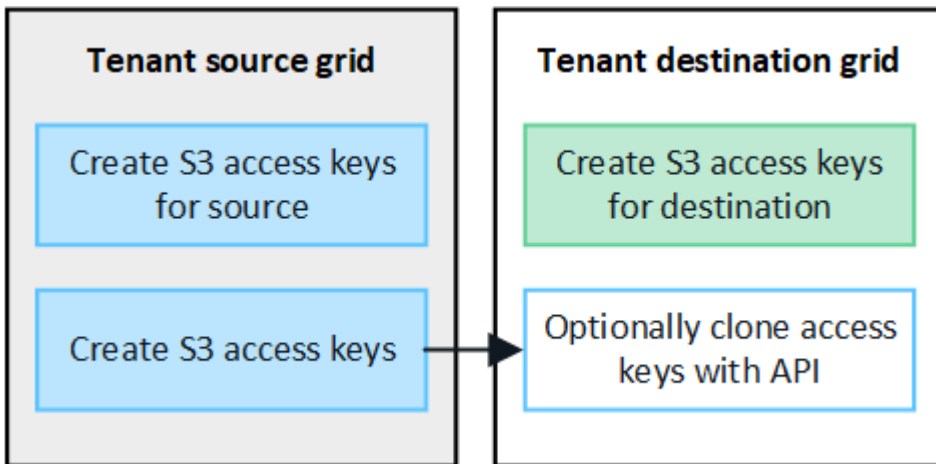 Tenant source grid
Create S3 access keys
for source
Create S3 access keys
Tenant destination grid
Create S3 access keys
for destination
Optionally clone access
keys with API